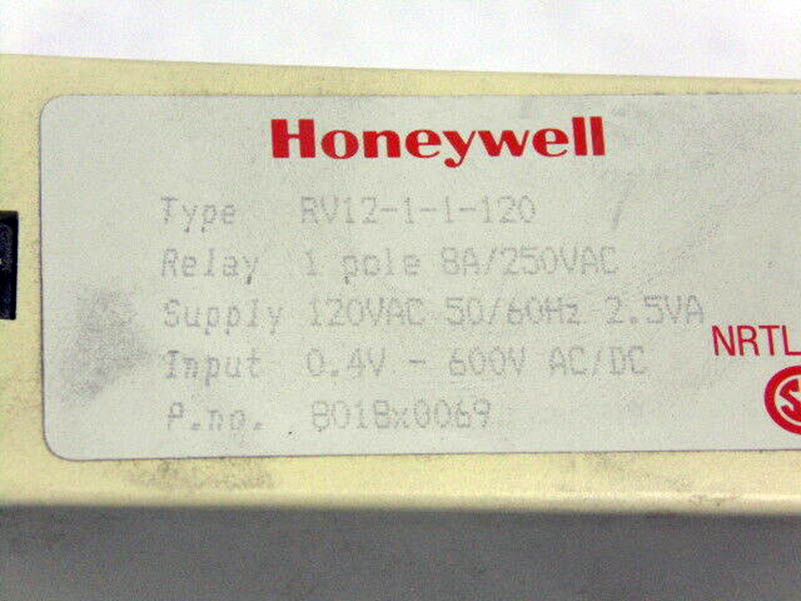 Honeywell
Type RV12-1-1-120
Relay 1 pole 8A/250VAC
Supply 120VAC 50/60Hz 2.5VA
Input 0.4V - 600V AC/DC
P.no. 8018x0069
NRTL